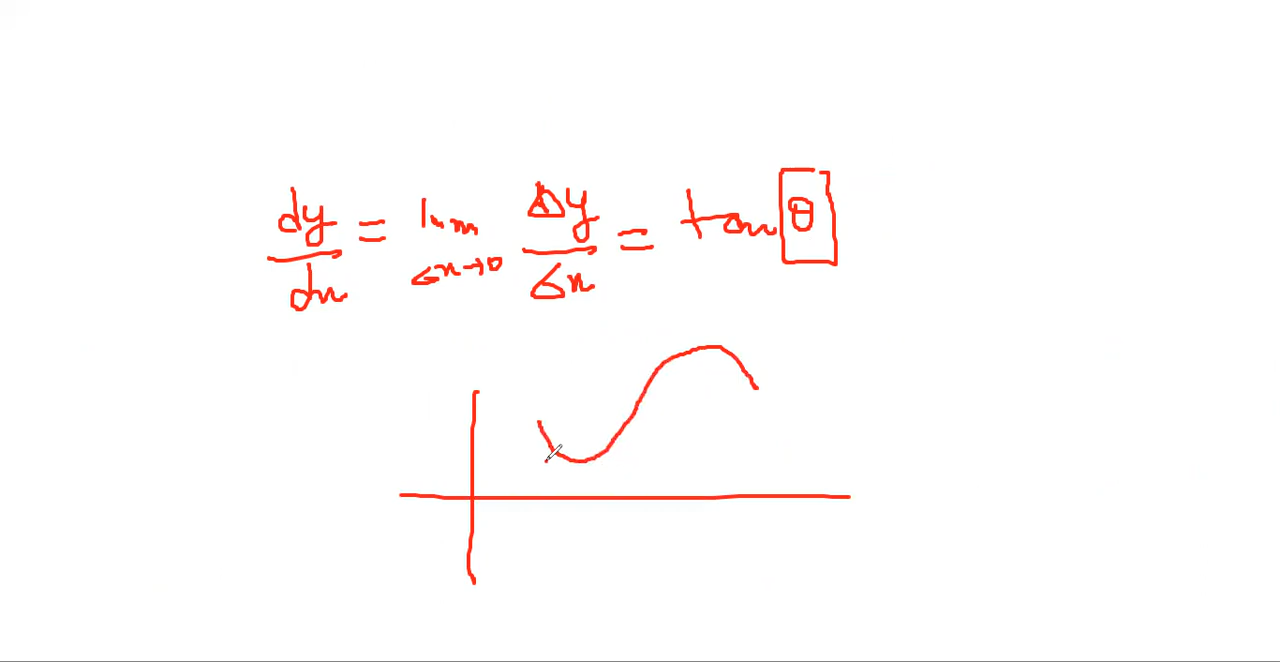 dy/dx = lim Δx→0 Δy/Δx = tan θ